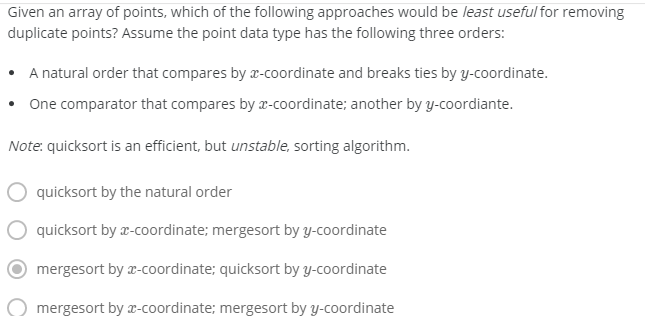 Given an array of points, which of the following approaches would be least useful for removing
duplicate points? Assume the point data type has the following three orders:
• A natural order that compares by x-coordinate and breaks ties by y-coordinate.
• One comparator that compares by x-coordinate; another by y-coordiante.
Note: quicksort is an efficient, but unstable, sorting algorithm.
quicksort by the natural order
quicksort by x-coordinate; mergesort by y-coordinate
mergesort by x-coordinate; quicksort by y-coordinate
mergesort by x-coordinate; mergesort by y-coordinate